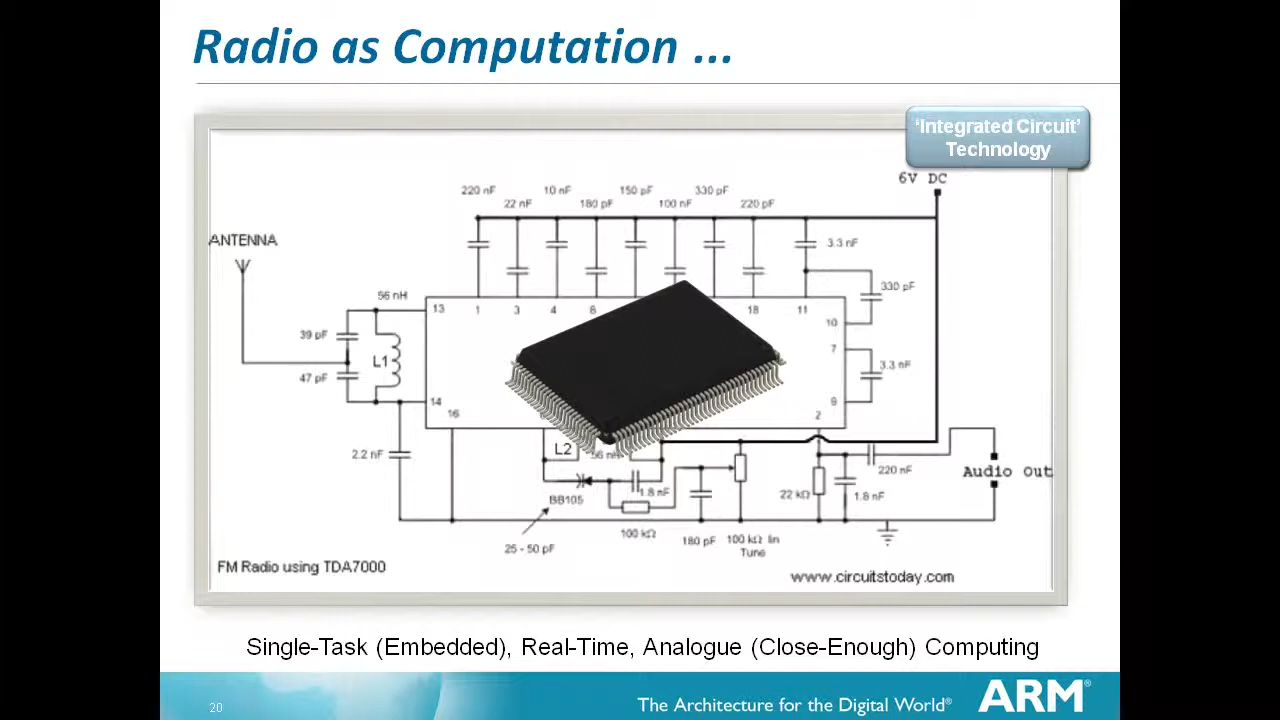 Radio as Computation ...
‘Integrated Circuit’
Technology
6V DC
220 nF
10 nF
150 pF
330 pF
22 nF
180 pF
100 nF
220 pF
ANTENNA
3.3 nF
56 nH
330 pF
13
1
3
4
6
18
11
10
39 pF
L1
7
3.3 nF
47 pF
14
16
9
2
L2
56 nH
2.2 nF
220 nF
Audio Out
BB105
1.8 nF
22 kΩ
1.8 nF
100 kΩ
180 pF
100 kΩ lin
Tune
25 - 50 pF
FM Radio using TDA7000
www.circuitstoday.com
Single-Task (Embedded), Real-Time, Analogue (Close-Enough) Computing
20
The Architecture for the Digital World®
ARM®